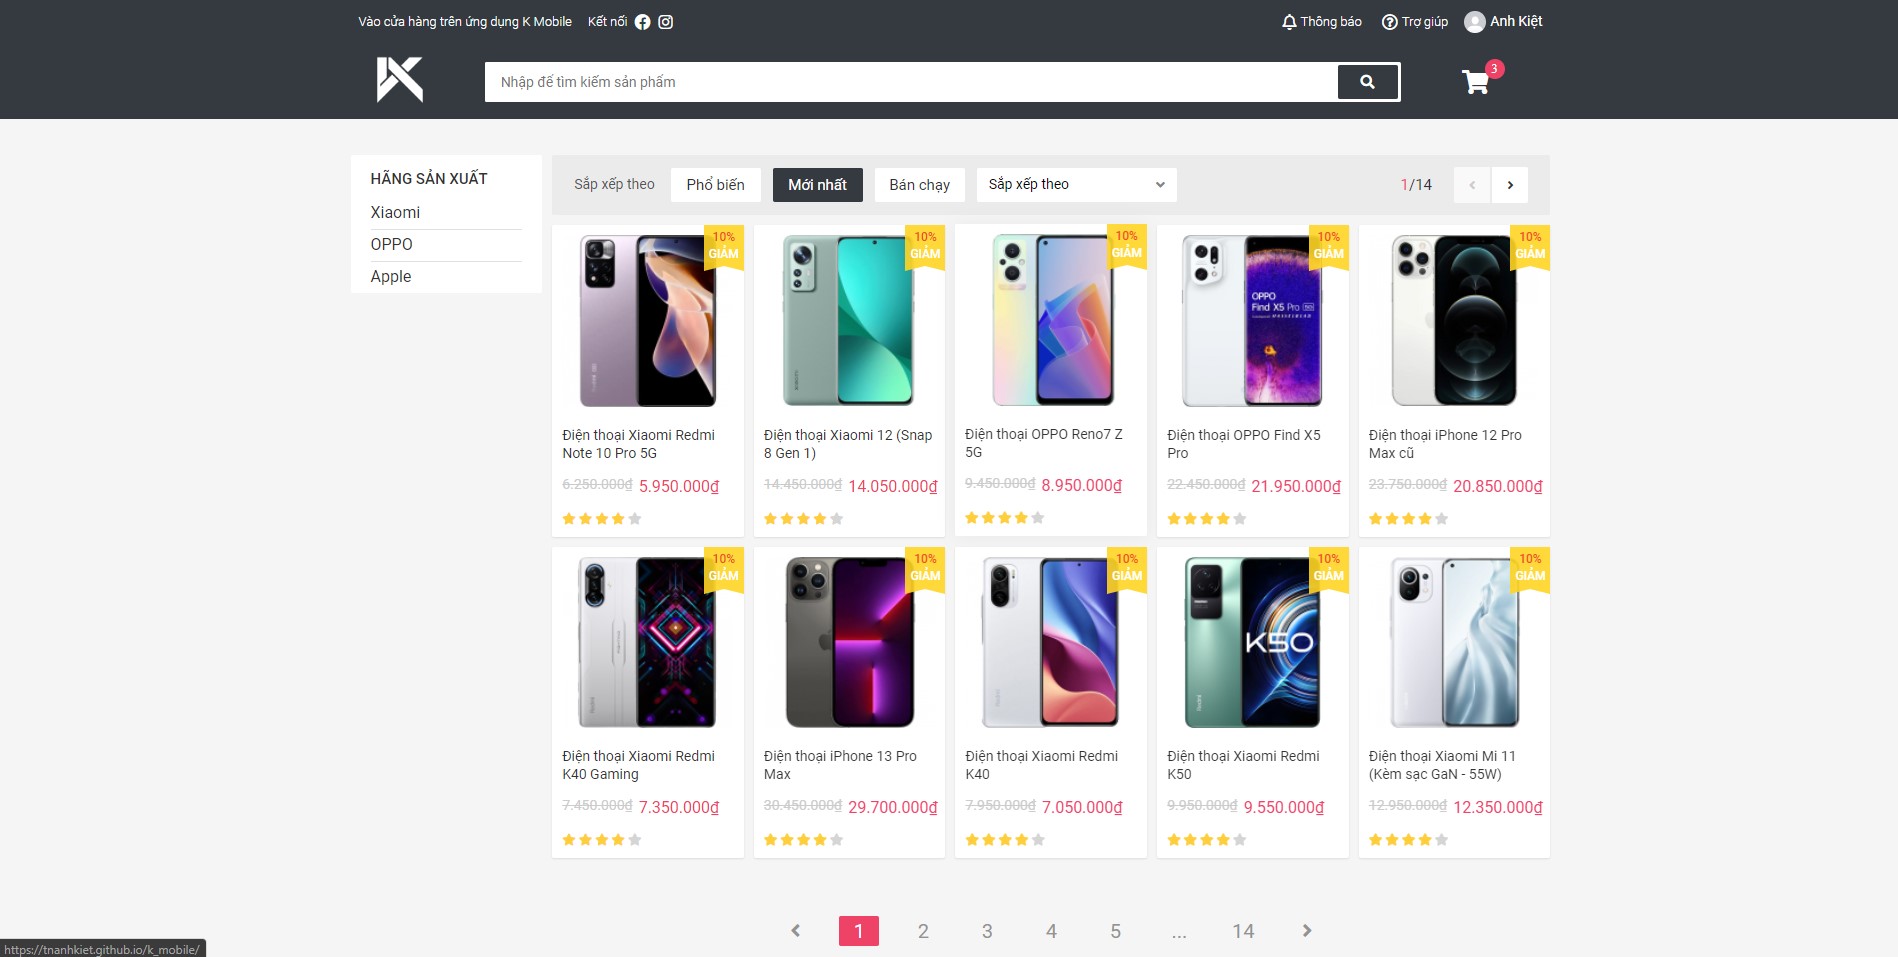 Vào cửa hàng trên ứng dụng K Mobile Kết nối Thông báo Trợ giúp Anh Kiệt
Nhập để tìm kiếm sản phẩm 3
HÃNG SẢN XUẤT
Xiaomi
OPPO
Apple
Sắp xếp theo Phổ biến Mới nhất Bán chạy Sắp xếp theo 1/14
10%
GIẢM
Điện thoại Xiaomi Redmi
Note 10 Pro 5G
6.250.000₫ 5.950.000₫
10%
GIẢM
Điện thoại Xiaomi 12 (Snap
8 Gen 1)
14.450.000₫ 14.050.000₫
10%
GIẢM
Điện thoại OPPO Reno7 Z
5G
9.450.000₫ 8.950.000₫
OPPO
Find X5 Pro 5G
HASSELBLAD
10%
GIẢM
Điện thoại OPPO Find X5
Pro
22.450.000₫ 21.950.000₫
10%
GIẢM
Điện thoại iPhone 12 Pro
Max cũ
23.750.000₫ 20.850.000₫
10%
GIẢM
Điện thoại Xiaomi Redmi
K40 Gaming
7.450.000₫ 7.350.000₫
10%
GIẢM
Điện thoại iPhone 13 Pro
Max
30.450.000₫ 29.700.000₫
10%
GIẢM
Điện thoại Xiaomi Redmi
K40
7.950.000₫ 7.050.000₫
10%
GIẢM
K50
Redmi
Điện thoại Xiaomi Redmi
K50
9.950.000₫ 9.550.000₫
10%
GIẢM
Điện thoại Xiaomi Mi 11
(Kèm sạc GaN - 55W)
12.950.000₫ 12.350.000₫
1 2 3 4 5 ... 14
https://tnanhkiet.github.io/k_mobile/